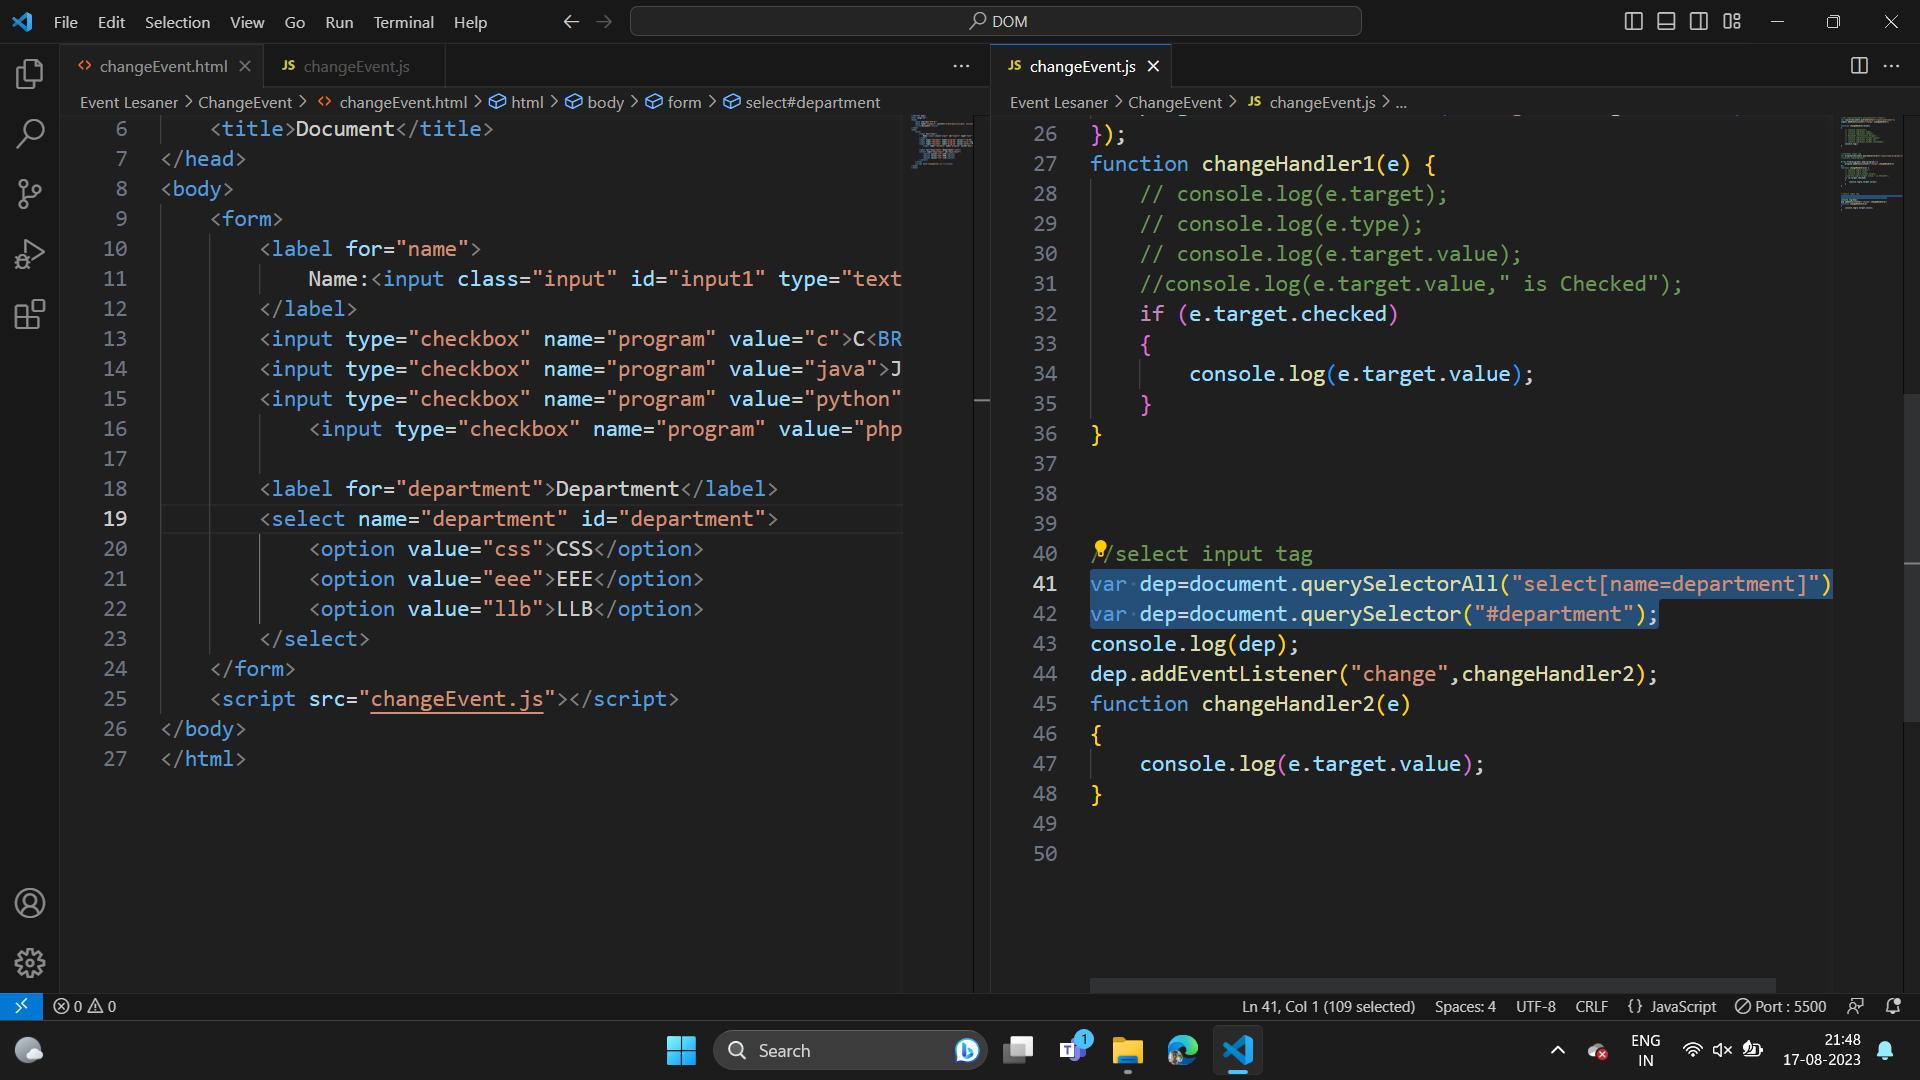 File Edit Selection View Go Run Terminal Help
DOM
changeEvent.html
JS changeEvent.js
Event Lesaner > ChangeEvent > changeEvent.html > html > body > form > select#department
6 <title>Document</title>
7 </head>
8 <body>
9 <form>
10 <label for="name">
11 Name:<input class="input" id="input1" type="text
12 </label>
13 <input type="checkbox" name="program" value="c">C<BR
14 <input type="checkbox" name="program" value="java">J
15 <input type="checkbox" name="program" value="python"
16 <input type="checkbox" name="program" value="php
17
18 <label for="department">Department</label>
19 <select name="department" id="department">
20 <option value="css">CSS</option>
21 <option value="eee">EEE</option>
22 <option value="llb">LLB</option>
23 </select>
24 </form>
25 <script src="changeEvent.js"></script>
26 </body>
27 </html>
JS changeEvent.js
Event Lesaner > ChangeEvent > JS changeEvent.js > ...
26 });
27 function changeHandler1(e) {
28 // console.log(e.target);
29 // console.log(e.type);
30 // console.log(e.target.value);
31 //console.log(e.target.value," is Checked");
32 if (e.target.checked)
33 {
34 console.log(e.target.value);
35 }
36 }
37
38
39
40 //select input tag
41 var dep=document.querySelectorAll("select[name=department]")
42 var dep=document.querySelector("#department");
43 console.log(dep);
44 dep.addEventListener("change",changeHandler2);
45 function changeHandler2(e)
46 {
47 console.log(e.target.value);
48 }
49
50
0 0
Ln 41, Col 1 (109 selected) Spaces: 4 UTF-8 CRLF {} JavaScript Port : 5500
Search
1
ENG
IN
21:48
17-08-2023